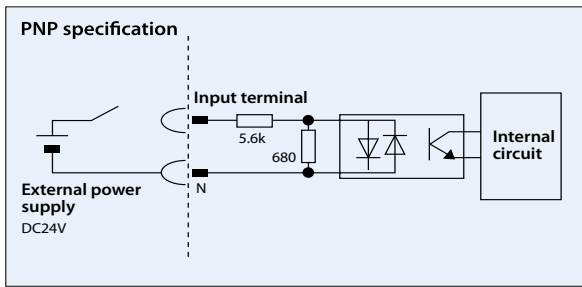 PNP specification
Input terminal
5.6k
680
N
External power
supply
DC24V
Internal
circuit